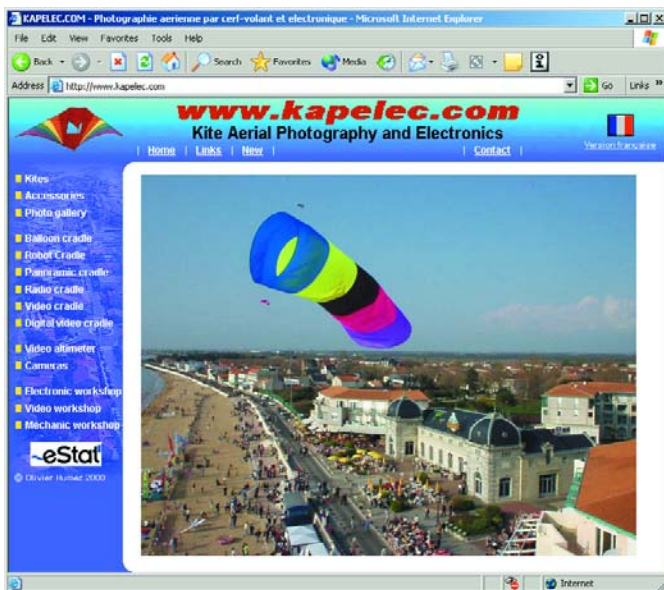 KAPELEC.COM - Photographie aerienne par cerf-volant et electronique - Microsoft Internet Explorer
File Edit View Favorites Tools Help
Back Search Favorites Media
Address http://www.kapelec.com Go Links »
www.kapelec.com
Kite Aerial Photography and Electronics
| Home | Links | New | | Contact |
Version française
Kites
Accessories
Photo gallery
Balloon cradle
Robot Cradle
Panoramic cradle
Radio cradle
Video cradle
Digital video cradle
Video altimeter
Cameras
Electronic workshop
Video workshop
Mechanic workshop
eStat
© Olivier Humez 2000
Internet